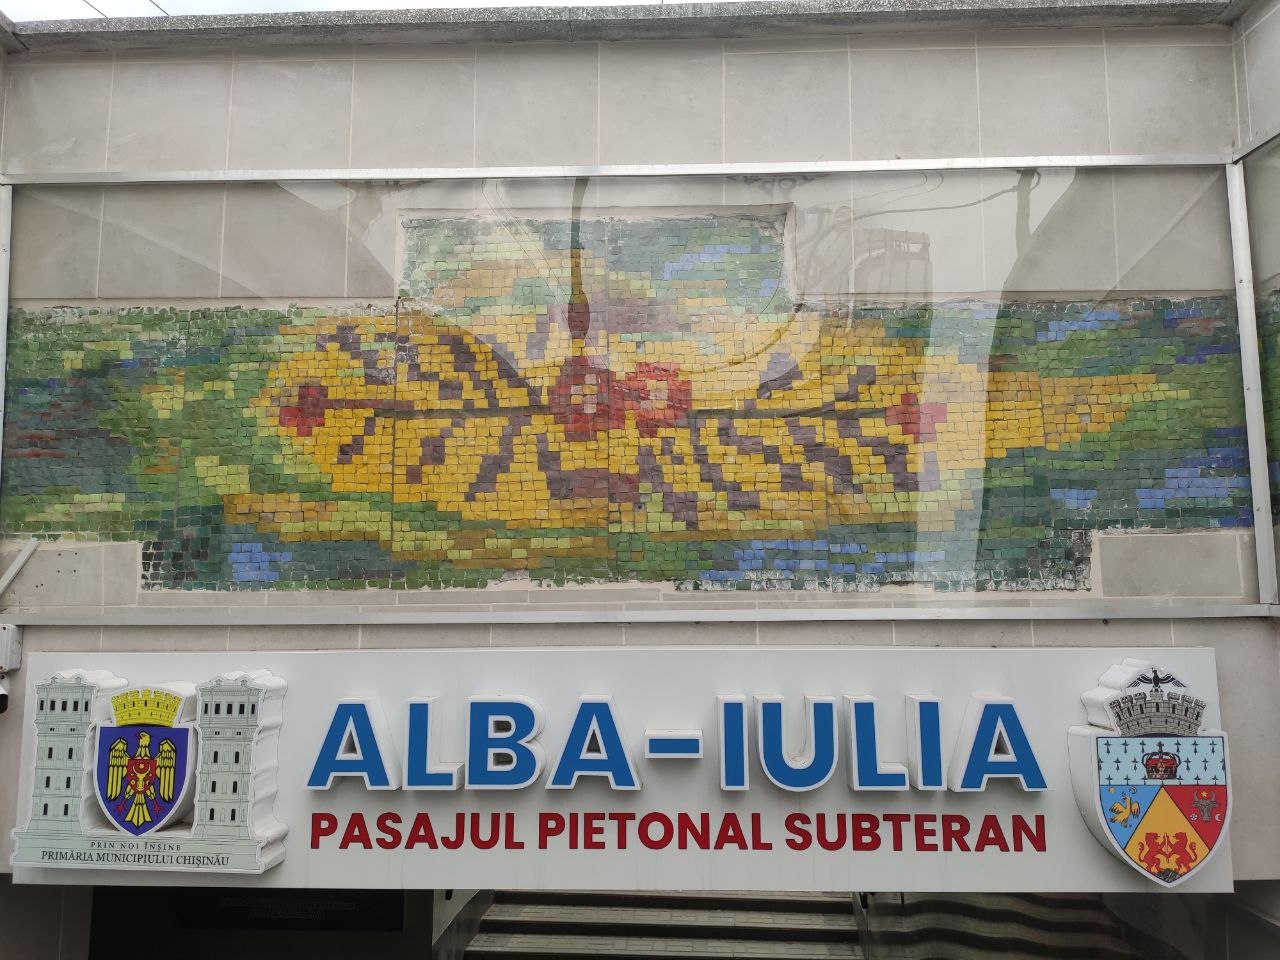 ALBA-IULIA
PASAJUL PIETONAL SUBTERAN
PRIN NOI ÎNȘINE
PRIMĂRIA MUNICIPIULUI CHIȘINĂU